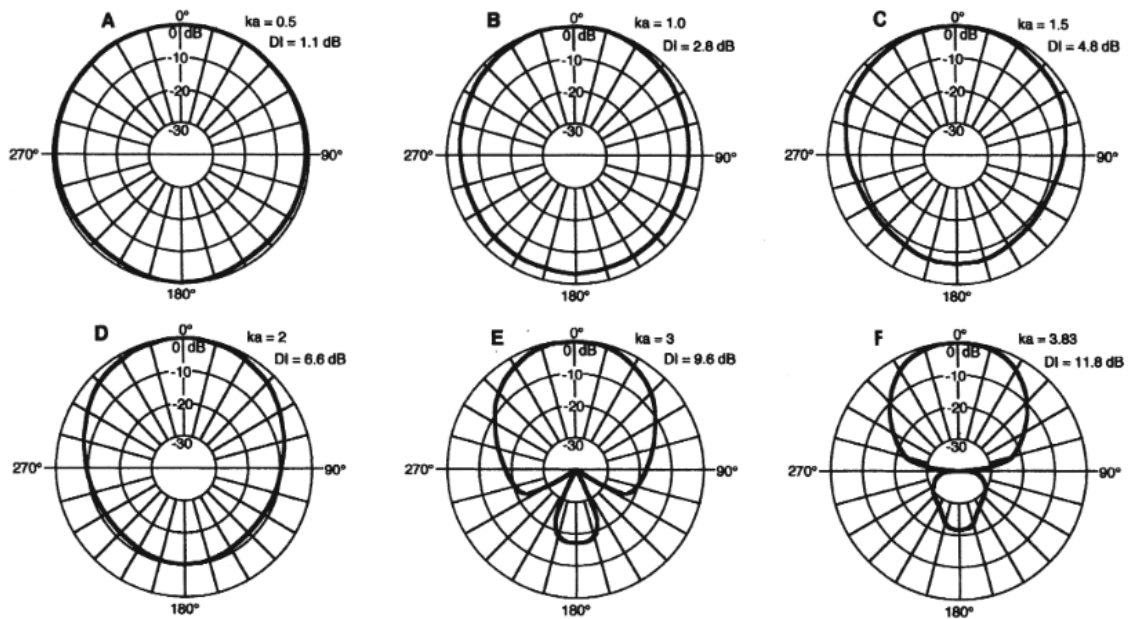 A
0°
ka = 0.5
0 dB
DI = 1.1 dB
-10
-20
-30
270°
90°
180°
B
0°
ka = 1.0
0 dB
DI = 2.8 dB
-10
-20
-30
270°
90°
180°
C
0°
ka = 1.5
0 dB
DI = 4.8 dB
-10
-20
-30
270°
90°
180°
D
0°
ka = 2
0 dB
DI = 6.6 dB
-10
-20
-30
270°
90°
180°
E
0°
ka = 3
0 dB
DI = 9.6 dB
-10
-20
-30
270°
90°
180°
F
0°
ka = 3.83
0 dB
DI = 11.8 dB
-10
-20
-30
270°
90°
180°